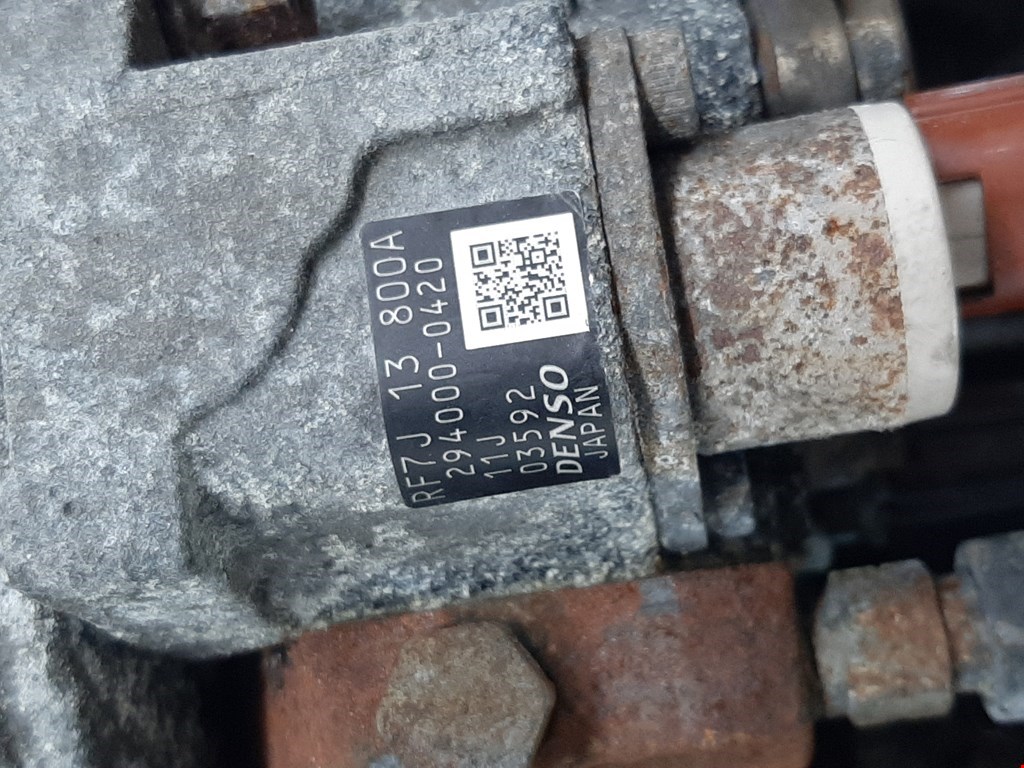 RF7J 13 800A
294000-0420
11J
03592
DENSO
JAPAN